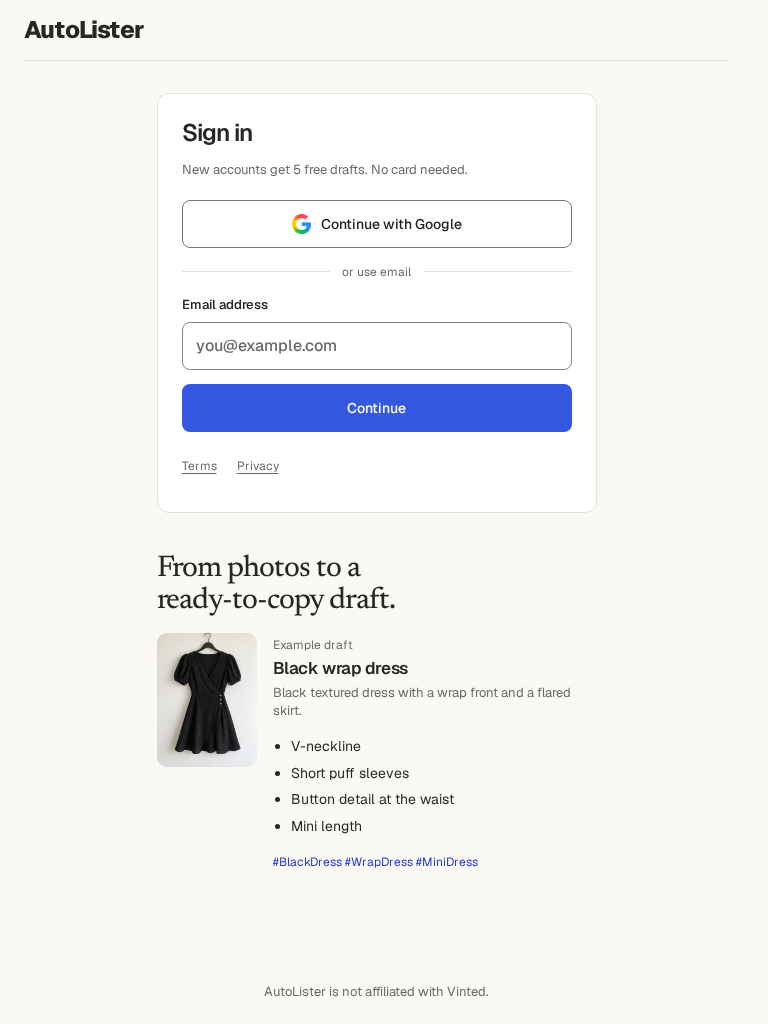 AutoLister
Sign in
New accounts get 5 free drafts. No card needed.
Continue with Google
or use email
Email address
you@example.com
Continue
Terms Privacy
From photos to a
ready-to-copy draft.
Example draft
Black wrap dress
Black textured dress with a wrap front and a flared
skirt.
• V-neckline
• Short puff sleeves
• Button detail at the waist
• Mini length
#BlackDress #WrapDress #MiniDress
AutoLister is not affiliated with Vinted.